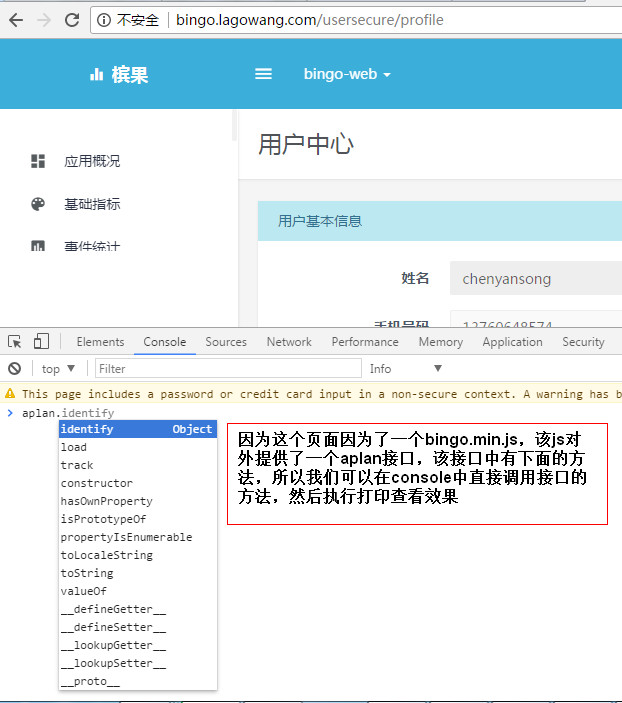 不安全 bingo.lagowang.com/usersecure/profile
槟果 bingo-web
用户中心
应用概况
用户基本信息
基础指标
事件统计
姓名 chenyansong
手机号码 13760648574
Elements Console Sources Network Performance Memory Application Security
top Filter Info
This page includes a password or credit card input in a non-secure context. A warning has b
aplan.identify
identify Object
load
track
constructor
hasOwnProperty
isPrototypeOf
propertyIsEnumerable
toLocaleString
toString
valueOf
__defineGetter__
__defineSetter__
__lookupGetter__
__lookupSetter__
__proto__
因为这个页面因为了一个bingo.min.js，该js对
外提供了一个aplan接口，该接口中有下面的方
法，所以我们可以在console中直接调用接口的
方法，然后执行打印查看效果